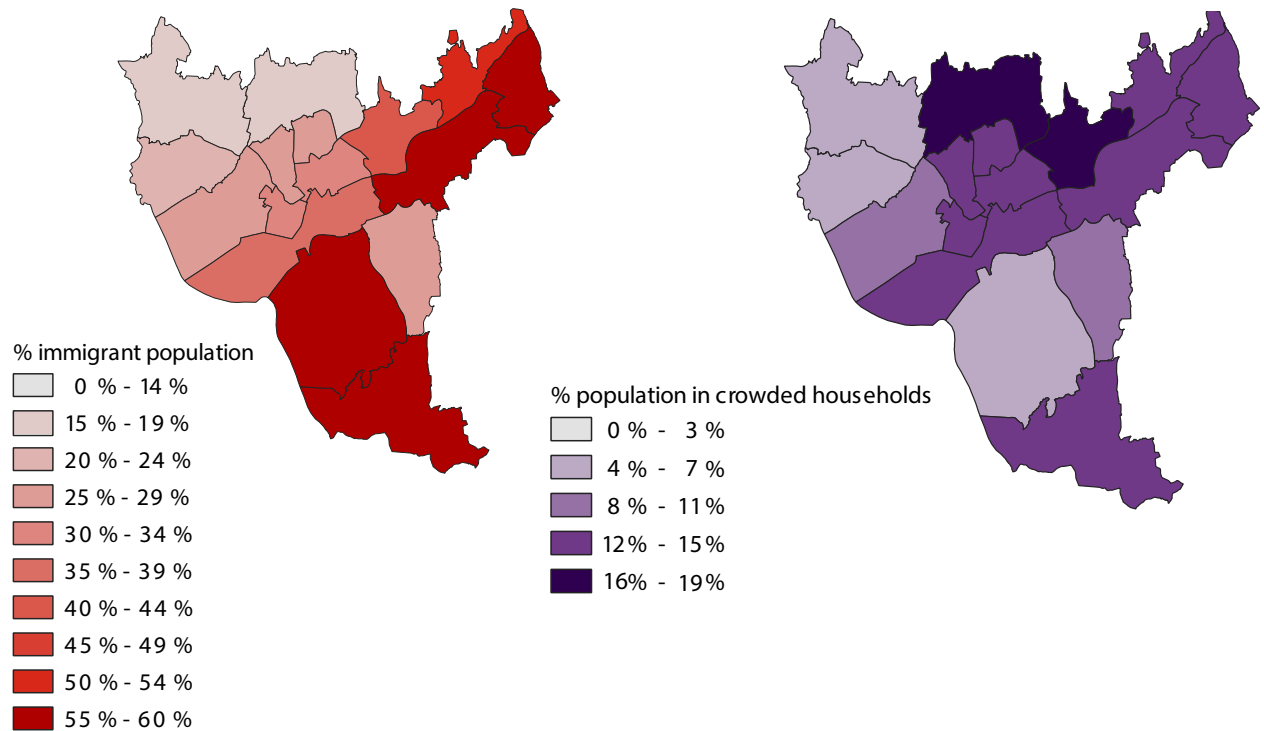 % immigrant population
0 % - 14 %
15 % - 19 %
20 % - 24 %
25 % - 29 %
30 % - 34 %
35 % - 39 %
40 % - 44 %
45 % - 49 %
50 % - 54 %
55 % - 60 %
% population in crowded households
0 % - 3 %
4 % - 7 %
8 % - 11 %
12 % - 15 %
16% - 19 %